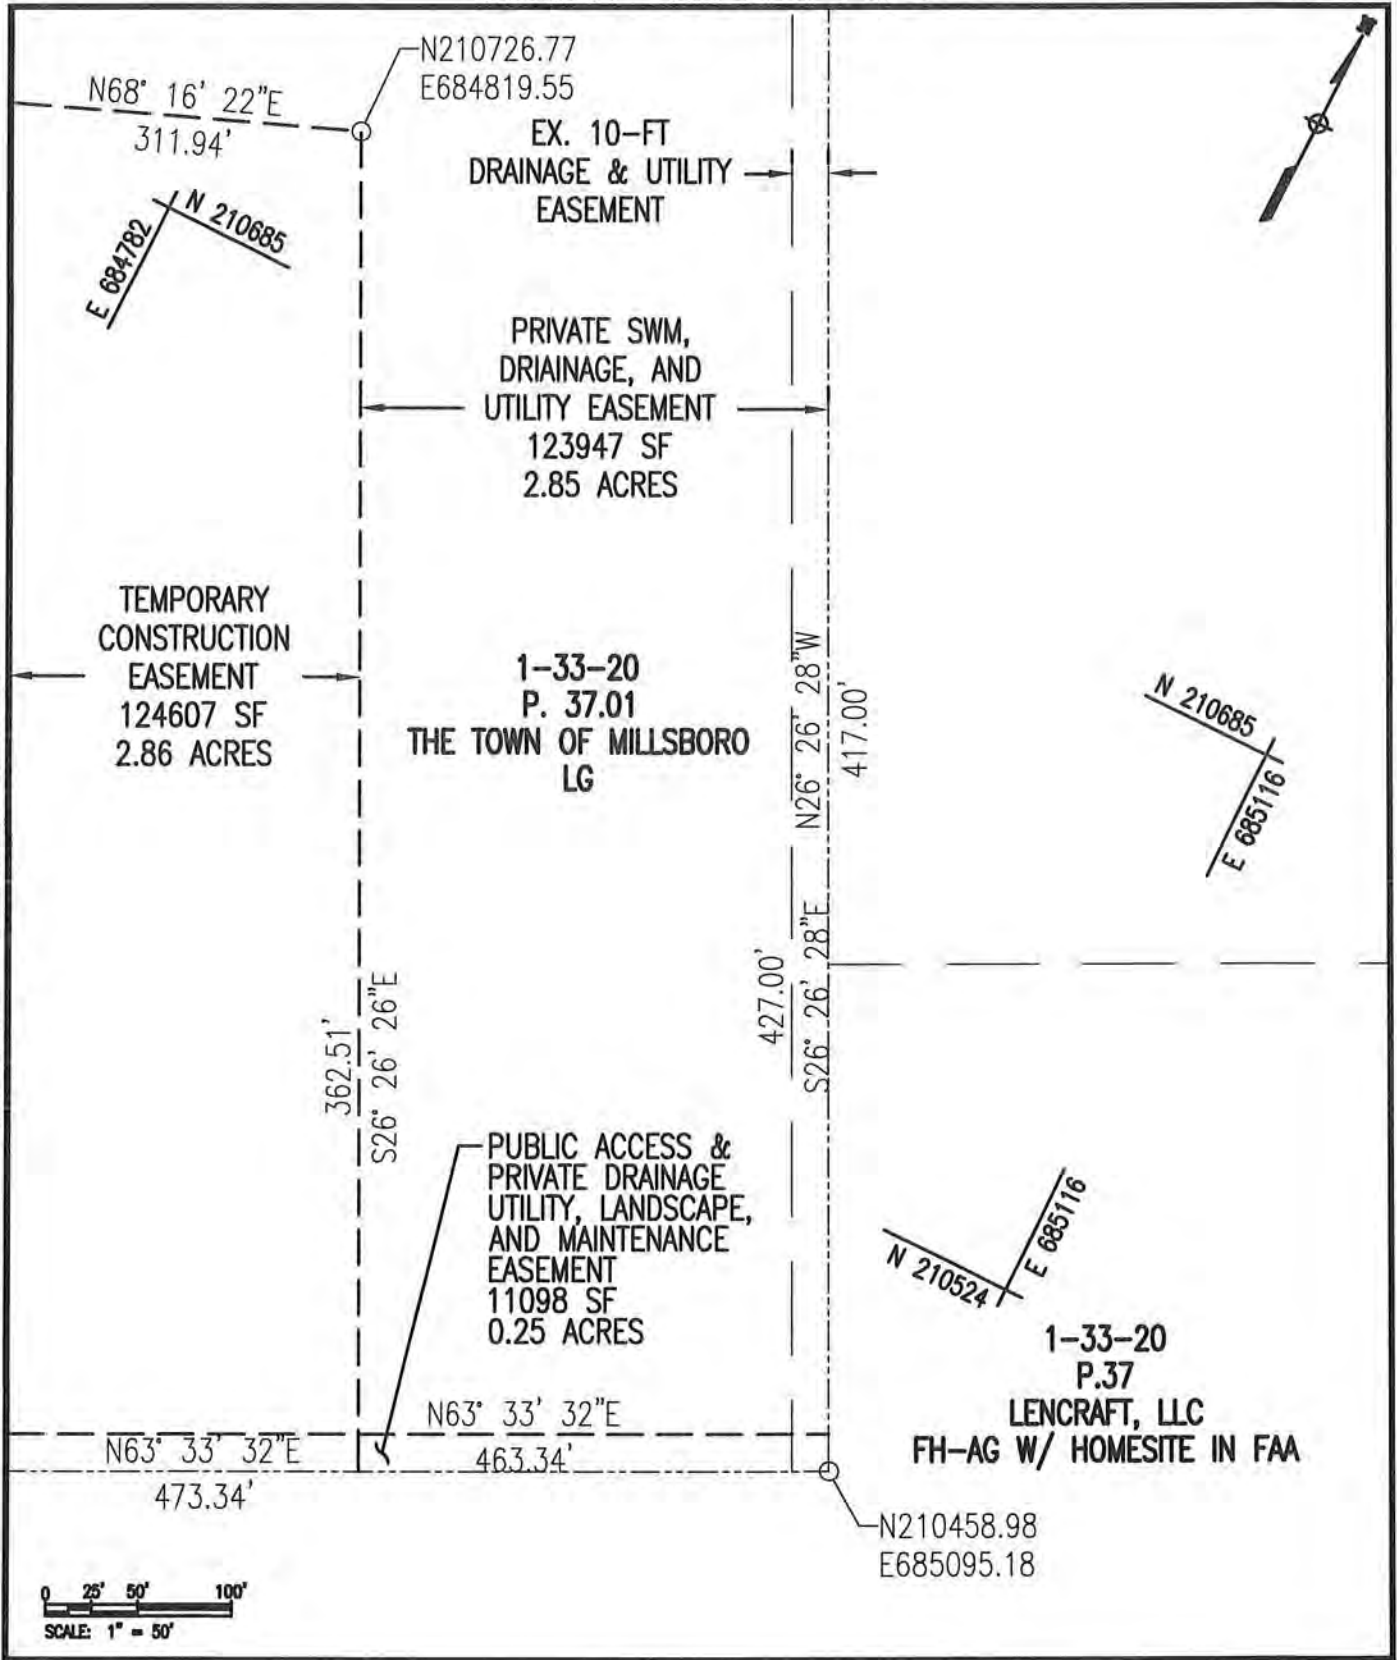 N210726.77
E684819.55
N68° 16' 22"E
311.94'
EX. 10-FT
DRAINAGE & UTILITY
EASEMENT
N 210685
E 684782
PRIVATE SWM,
DRIAINAGE, AND
UTILITY EASEMENT
123947 SF
2.85 ACRES
TEMPORARY
CONSTRUCTION
EASEMENT
124607 SF
2.86 ACRES
1-33-20
P. 37.01
THE TOWN OF MILLSBORO
LG
N26° 26' 28"W
417.00'
N 210685
E 685116
427.00'
S26° 26' 28"E
362.51'
S26° 26' 26"E
PUBLIC ACCESS &
PRIVATE DRAINAGE
UTILITY, LANDSCAPE,
AND MAINTENANCE
EASEMENT
11098 SF
0.25 ACRES
N 210524
E 685116
1-33-20
P.37
LENCRAFT, LLC
FH-AG W/ HOMESITE IN FAA
N63° 33' 32"E
463.34'
N63° 33' 32"E
473.34'
N210458.98
E685095.18
0 25' 50' 100'
SCALE: 1" = 50'